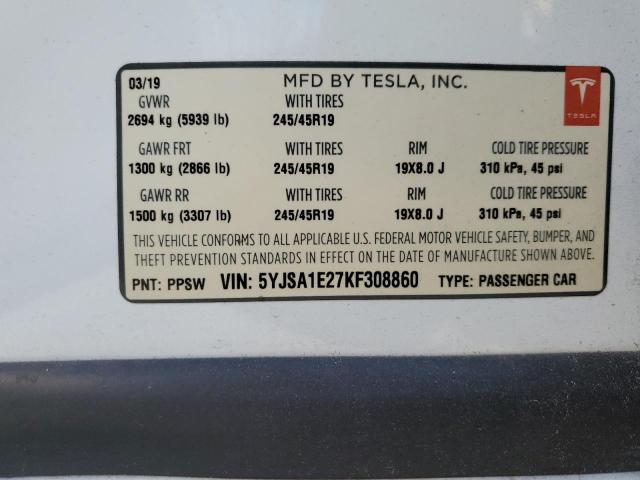 03/19 MFD BY TESLA, INC.
GVWR WITH TIRES
2694 kg (5939 lb) 245/45R19
TESLA
GAWR FRT WITH TIRES RIM COLD TIRE PRESSURE
1300 kg (2866 lb) 245/45R19 19X8.0 J 310 kPa, 45 psi
GAWR RR WITH TIRES RIM COLD TIRE PRESSURE
1500 kg (3307 lb) 245/45R19 19X8.0 J 310 kPa, 45 psi
THIS VEHICLE CONFORMS TO ALL APPLICABLE U.S. FEDERAL MOTOR VEHICLE SAFETY, BUMPER, AND
THEFT PREVENTION STANDARDS IN EFFECT ON THE DATE OF MANUFACTURE SHOWN ABOVE.
PNT: PPSW VIN: 5YJSA1E27KF308860 TYPE: PASSENGER CAR